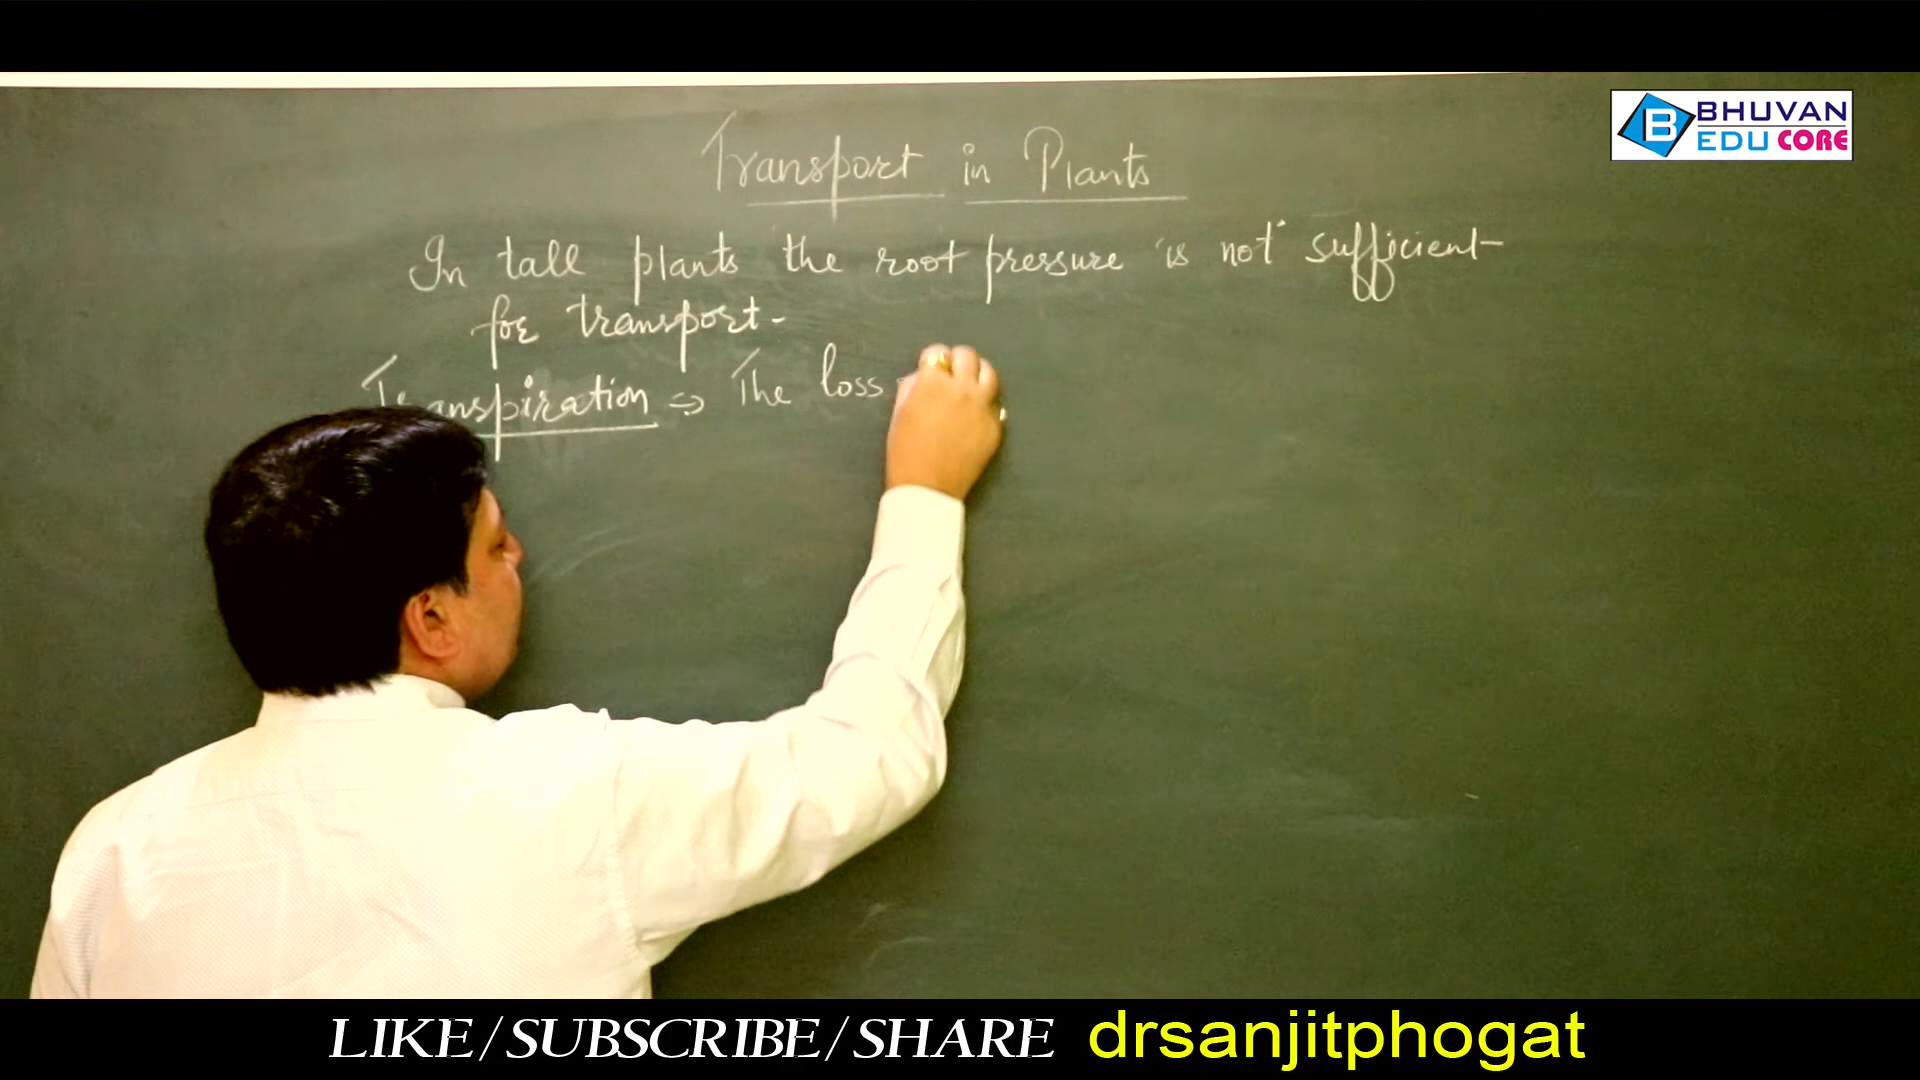 BHUVAN
B EDU CORE
Transport in Plants
In tall plants the root pressure is not sufficient
for transport.
Transpiration ⇒ The loss
LIKE/SUBSCRIBE/SHARE drsanjitphogat